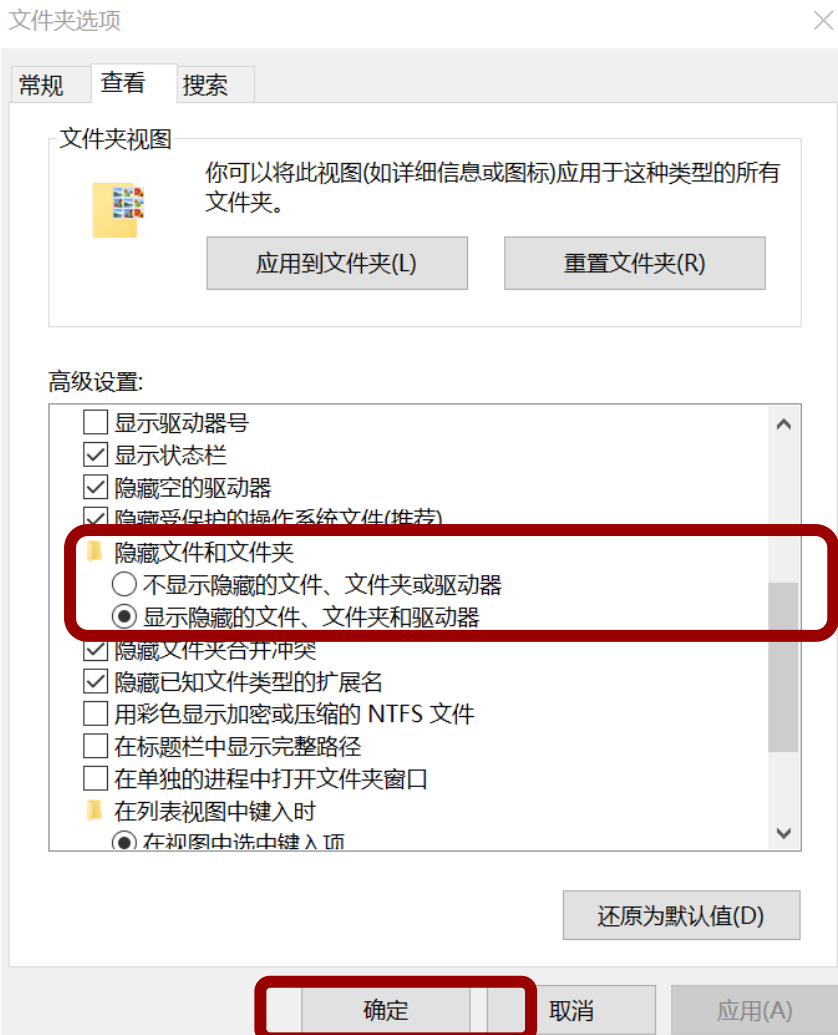 文件夹选项
常规 查看 搜索
文件夹视图
你可以将此视图(如详细信息或图标)应用于这种类型的所有
文件夹。
应用到文件夹(L) 重置文件夹(R)
高级设置:
显示驱动器号
显示状态栏
隐藏空的驱动器
隐藏受保护的操作系统文件(推荐)
隐藏文件和文件夹
不显示隐藏的文件、文件夹或驱动器
显示隐藏的文件、文件夹和驱动器
隐藏文件夹合并冲突
隐藏已知文件类型的扩展名
用彩色显示加密或压缩的 NTFS 文件
在标题栏中显示完整路径
在单独的进程中打开文件夹窗口
在列表视图中键入时
在视图中选中键入项
还原为默认值(D)
确定 取消 应用(A)